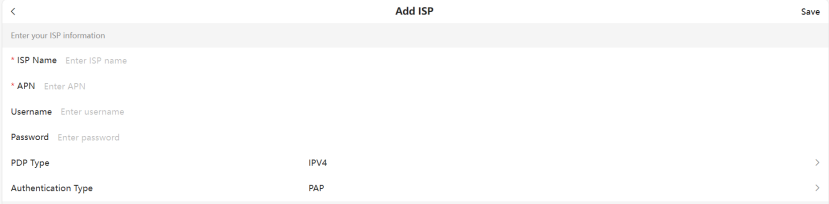 Add ISP Save
Enter your ISP information
* ISP Name Enter ISP name
* APN Enter APN
Username Enter username
Password Enter password
PDP Type IPV4
Authentication Type PAP